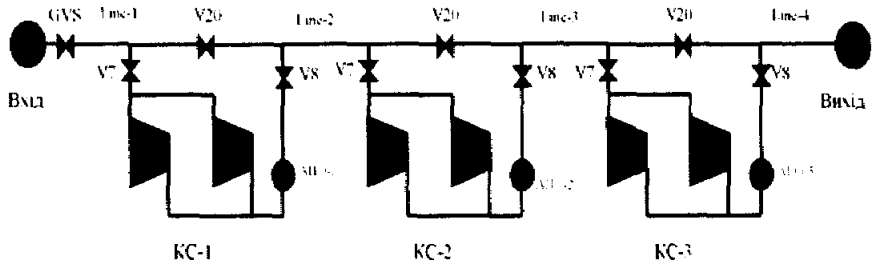 GVS Line-1 V20 Line-2 V20 Line-3 V20 Line-4
V7 V8 V7 V8 V7 V8
Вхід Вихід
КС-1 КС-2 КС-3